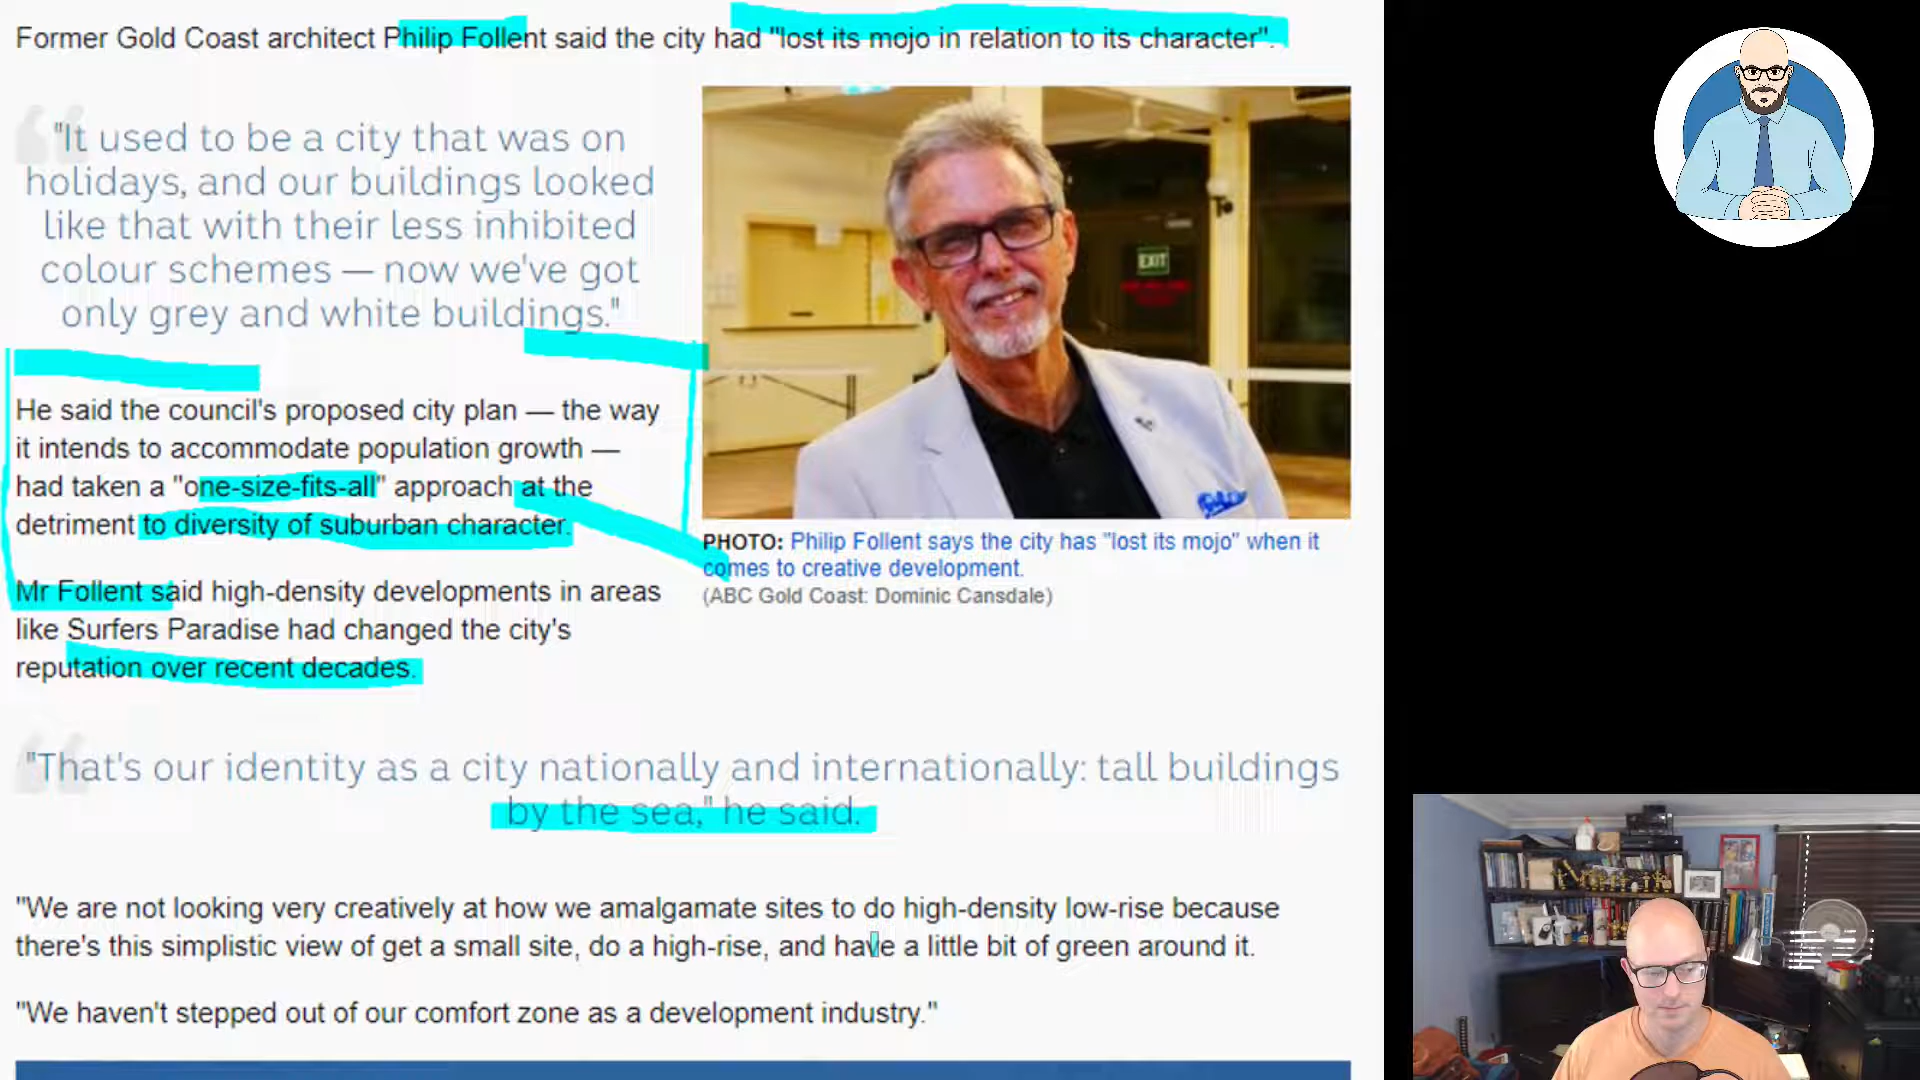 Former Gold Coast architect Philip Follent said the city had "lost its mojo in relation to its character".
"It used to be a city that was on
holidays, and our buildings looked
like that with their less inhibited
colour schemes — now we've got
only grey and white buildings."
He said the council's proposed city plan — the way
it intends to accommodate population growth —
had taken a "one-size-fits-all" approach at the
detriment to diversity of suburban character.
Mr Follent said high-density developments in areas
like Surfers Paradise had changed the city's
reputation over recent decades.
EXIT
PHOTO: Philip Follent says the city has "lost its mojo" when it
comes to creative development.
(ABC Gold Coast: Dominic Cansdale)
"That's our identity as a city nationally and internationally: tall buildings
by the sea," he said.
"We are not looking very creatively at how we amalgamate sites to do high-density low-rise because
there's this simplistic view of get a small site, do a high-rise, and have a little bit of green around it.
"We haven't stepped out of our comfort zone as a development industry."